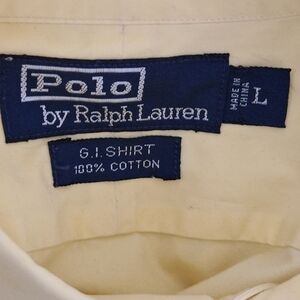 Polo
by Ralph Lauren
MADE IN
CHINA
L
G.I. SHIRT
100% COTTON